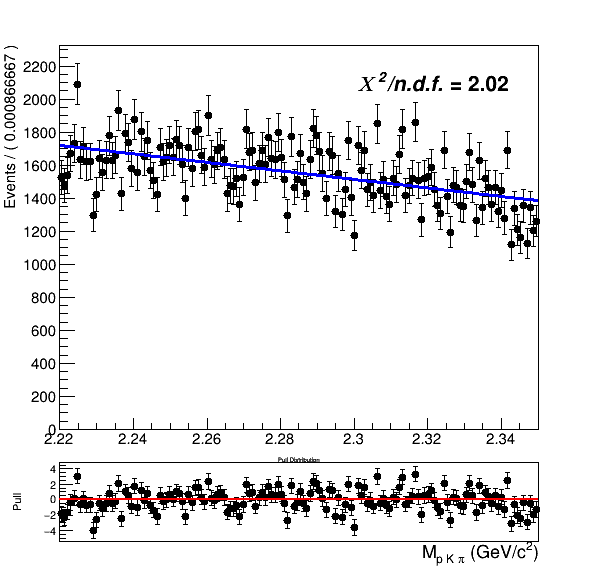 Χ²/n.d.f. = 2.02
Events / ( 0.000866667 )
2200
2000
1800
1600
1400
1200
1000
800
600
400
200
0
2.22 2.24 2.26 2.28 2.3 2.32 2.34
Pull Distribution
Pull
4
2
0
−2
−4
M p K π (GeV/c²)